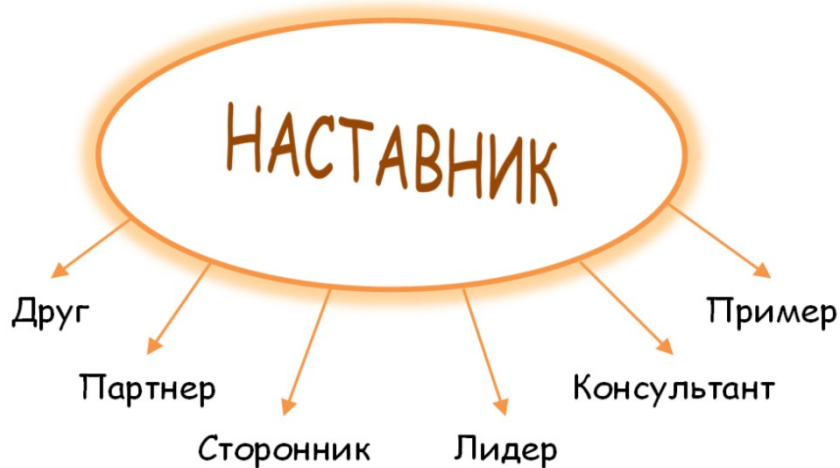 НАСТАВНИК
Друг
Партнер
Сторонник
Лидер
Консультант
Пример